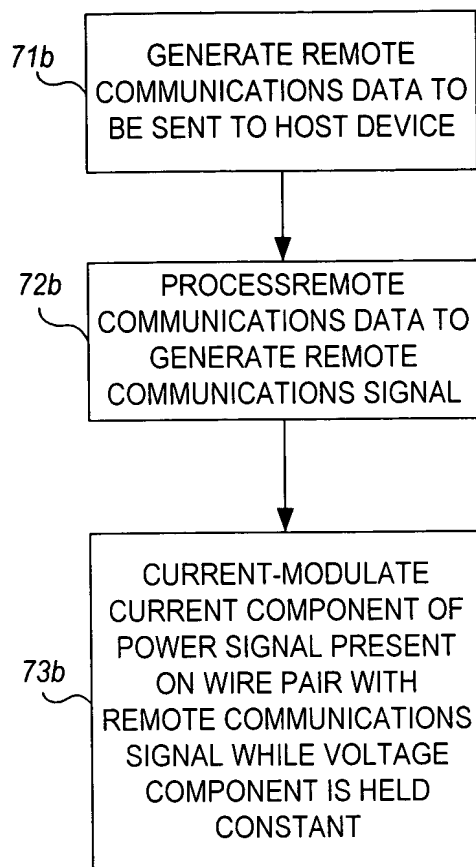 71b
GENERATE REMOTE
COMMUNICATIONS DATA TO
BE SENT TO HOST DEVICE
72b
PROCESSREMOTE
COMMUNICATIONS DATA TO
GENERATE REMOTE
COMMUNICATIONS SIGNAL
73b
CURRENT-MODULATE
CURRENT COMPONENT OF
POWER SIGNAL PRESENT
ON WIRE PAIR WITH
REMOTE COMMUNICATIONS
SIGNAL WHILE VOLTAGE
COMPONENT IS HELD
CONSTANT